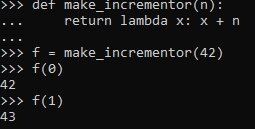 >>> def make_incrementor(n):
...     return lambda x: x + n
...
>>> f = make_incrementor(42)
>>> f(0)
42
>>> f(1)
43